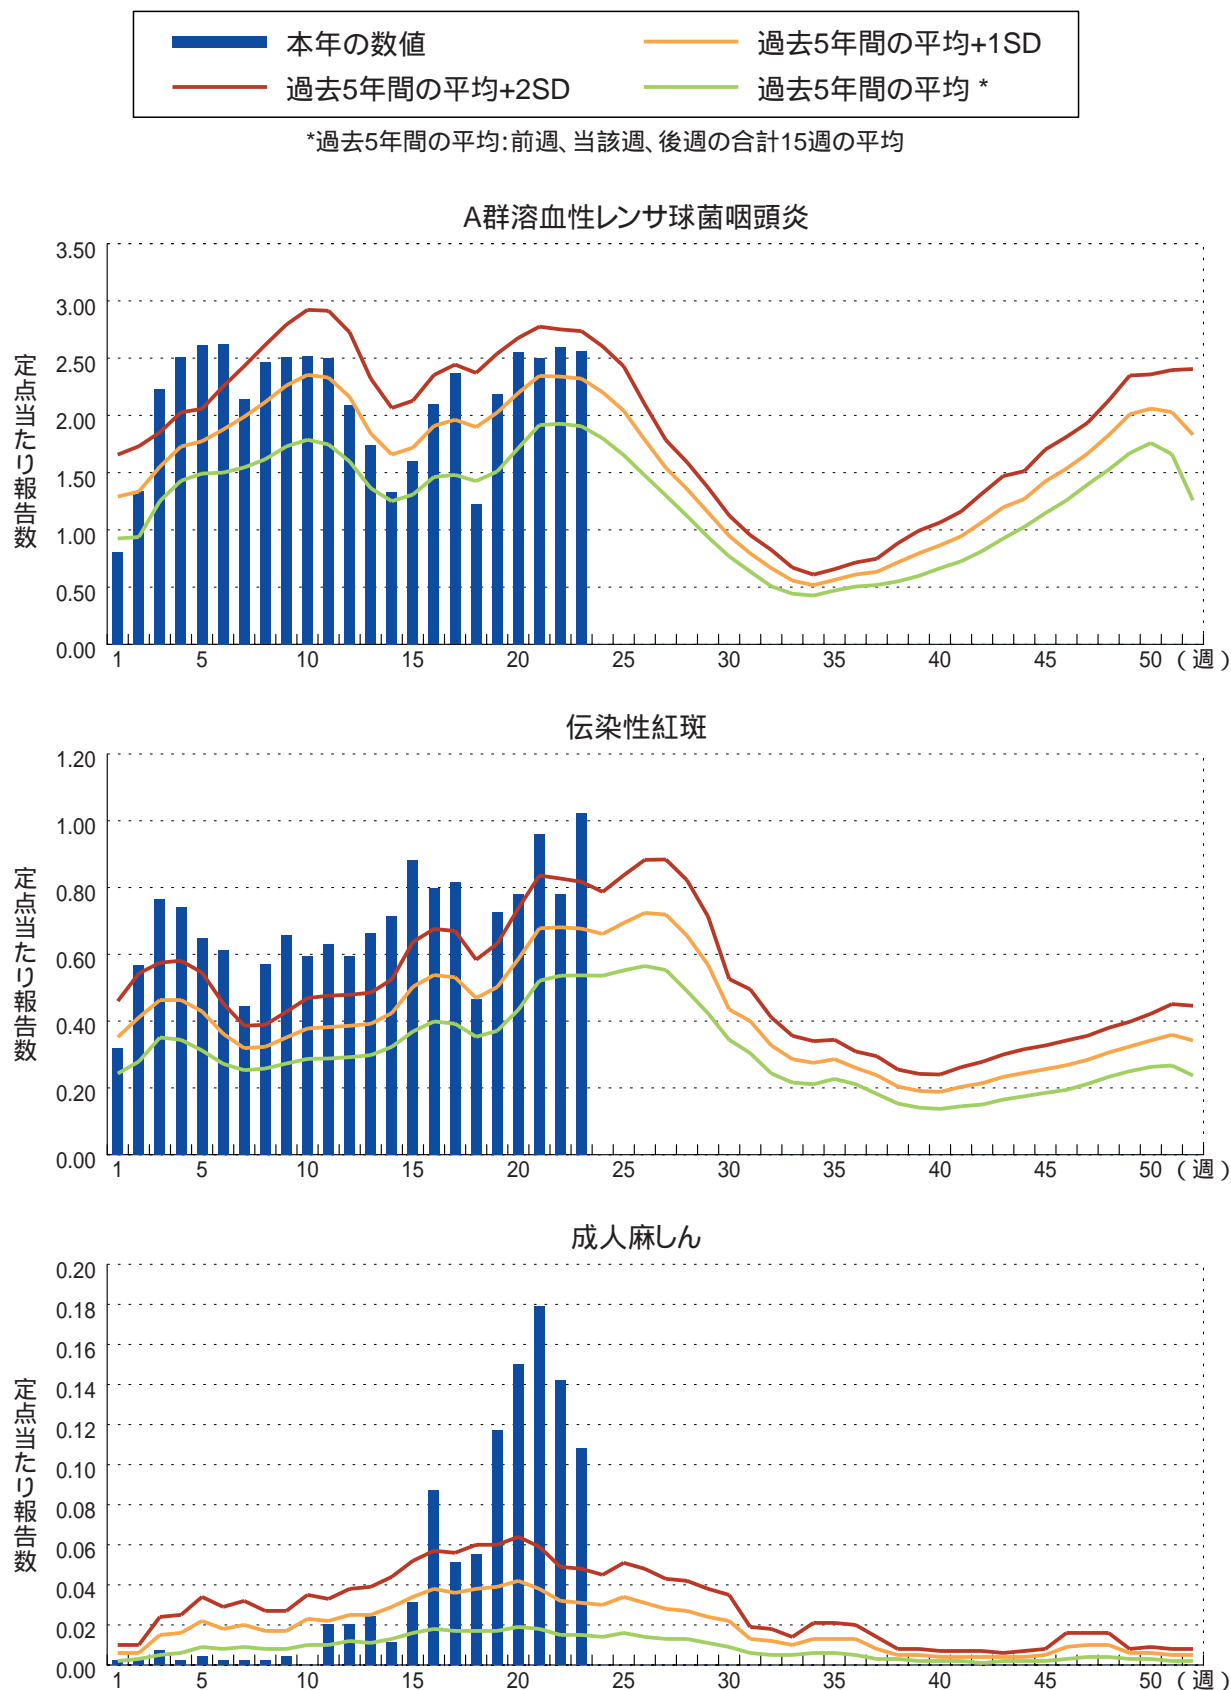 本年の数値 過去5年間の平均+1SD
過去5年間の平均+2SD 過去5年間の平均 *
*過去5年間の平均:前週、当該週、後週の合計15週の平均
A群溶血性レンサ球菌咽頭炎
定点当たり報告数
3.50
3.00
2.50
2.00
1.50
1.00
0.50
0.00
1 5 10 15 20 25 30 35 40 45 50 (週)
伝染性紅斑
定点当たり報告数
1.20
1.00
0.80
0.60
0.40
0.20
0.00
1 5 10 15 20 25 30 35 40 45 50 (週)
成人麻しん
定点当たり報告数
0.20
0.18
0.16
0.14
0.12
0.10
0.08
0.06
0.04
0.02
0.00
1 5 10 15 20 25 30 35 40 45 50 (週)